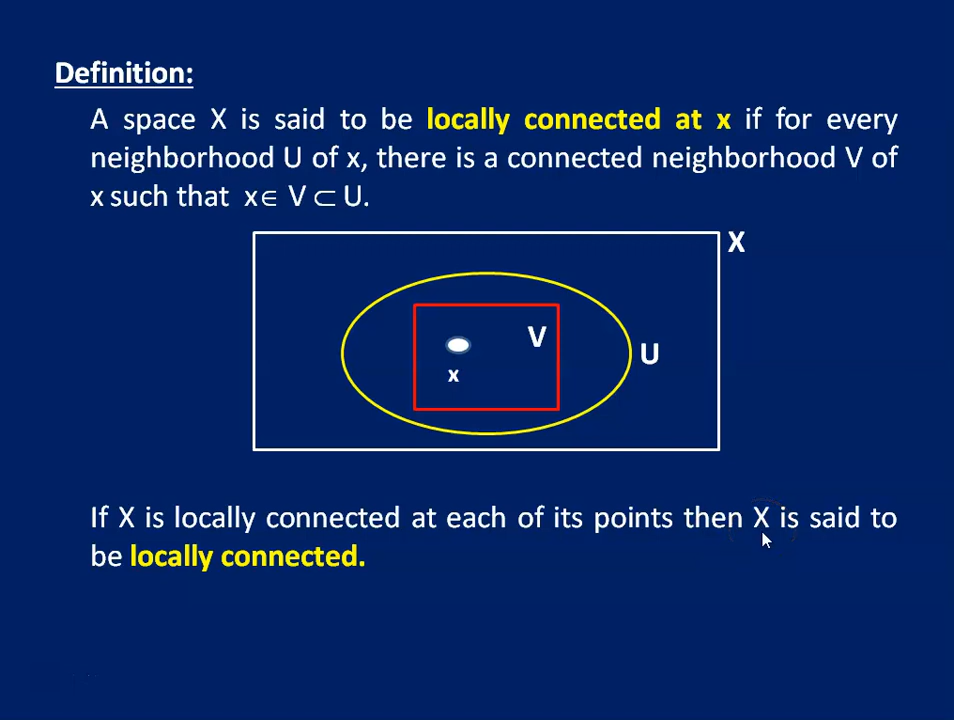 Definition:
A space X is said to be locally connected at x if for every
neighborhood U of x, there is a connected neighborhood V of
x such that x∈ V ⊂ U.
X
V
U
x
If X is locally connected at each of its points then X is said to
be locally connected.